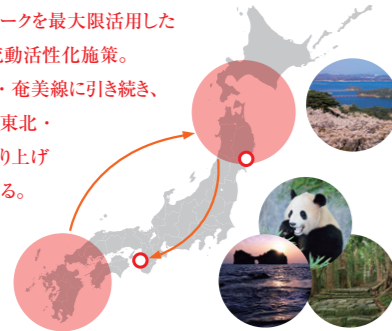 ークを最大限活用した
流動活性化施策。
・奄美線に引き続き、
東北・
り上げ
る。